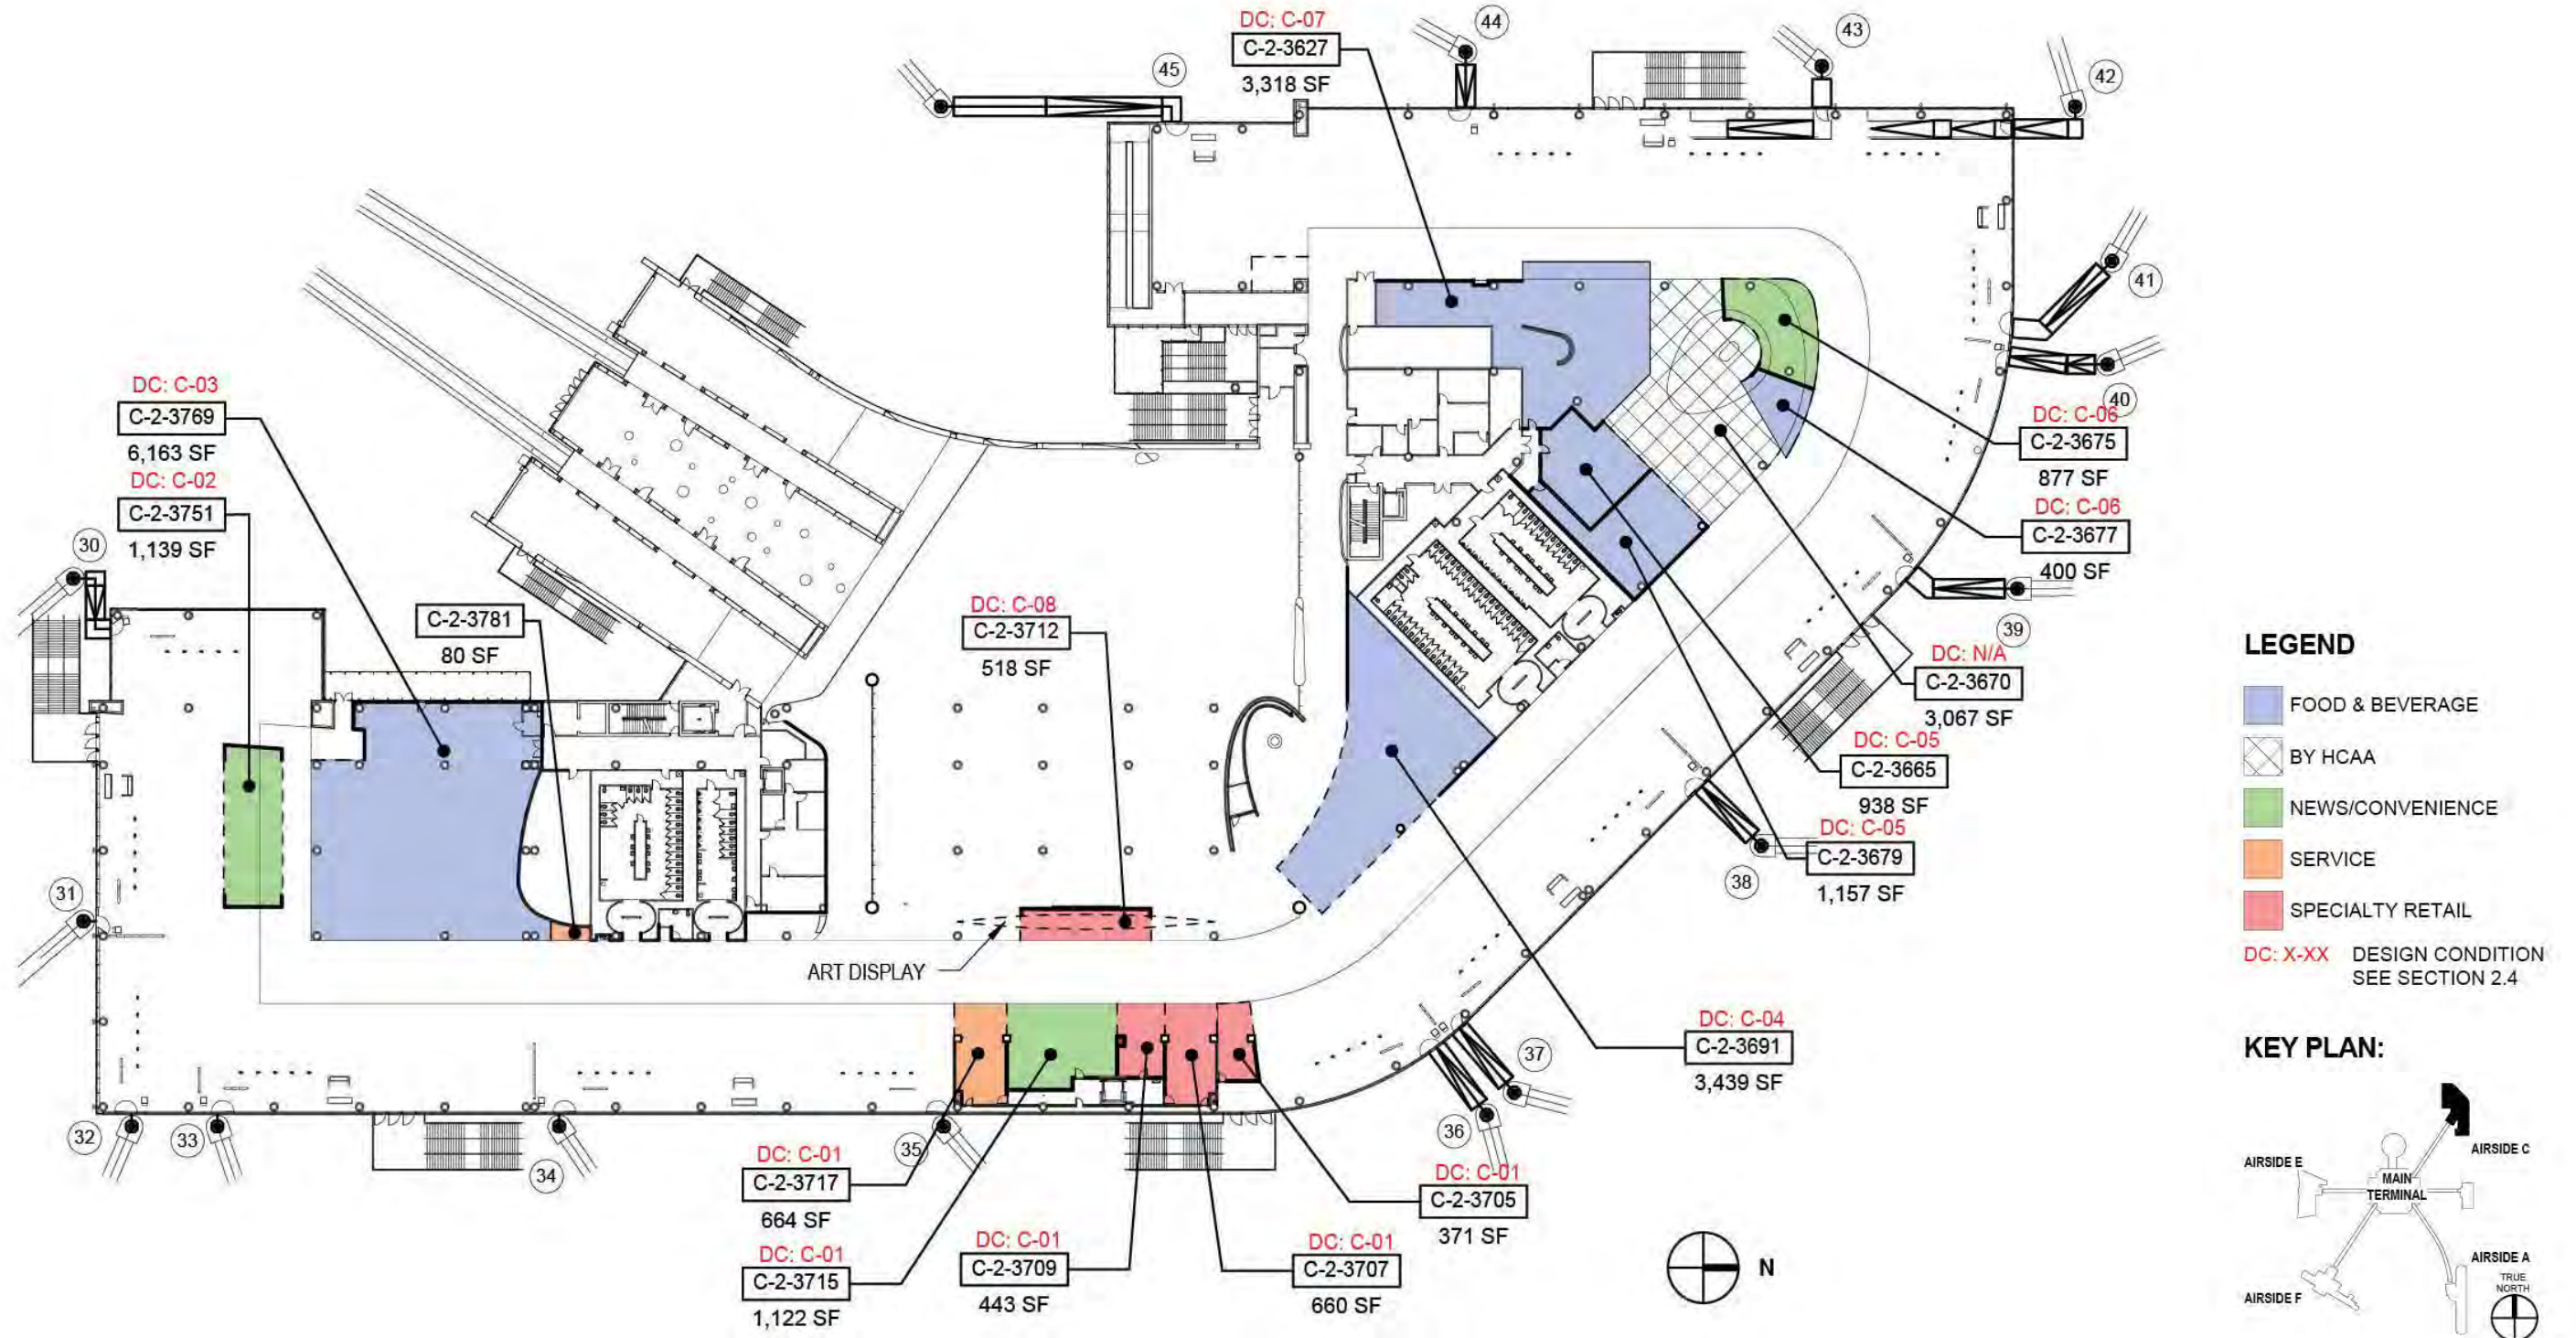 DC: C-07
C-2-3627
3,318 SF
45
44
43
42
41
40
DC: C-03
C-2-3769
6,163 SF
DC: C-02
C-2-3751
1,139 SF
30
C-2-3781
80 SF
DC: C-08
C-2-3712
518 SF
DC: C-06
C-2-3675
877 SF
DC: C-06
C-2-3677
400 SF
39
DC: N/A
C-2-3670
3,067 SF
DC: C-05
C-2-3665
938 SF
DC: C-05
C-2-3679
1,157 SF
38
31
ART DISPLAY
DC: C-04
C-2-3691
3,439 SF
37
36
32
33
34
35
DC: C-01
C-2-3717
664 SF
DC: C-01
C-2-3715
1,122 SF
DC: C-01
C-2-3709
443 SF
DC: C-01
C-2-3707
660 SF
DC: C-01
C-2-3705
371 SF
N
LEGEND
FOOD & BEVERAGE
BY HCAA
NEWS/CONVENIENCE
SERVICE
SPECIALTY RETAIL
DC: X-XX DESIGN CONDITION
SEE SECTION 2.4
KEY PLAN:
AIRSIDE C
AIRSIDE E
MAIN
TERMINAL
AIRSIDE A
AIRSIDE F
TRUE
NORTH